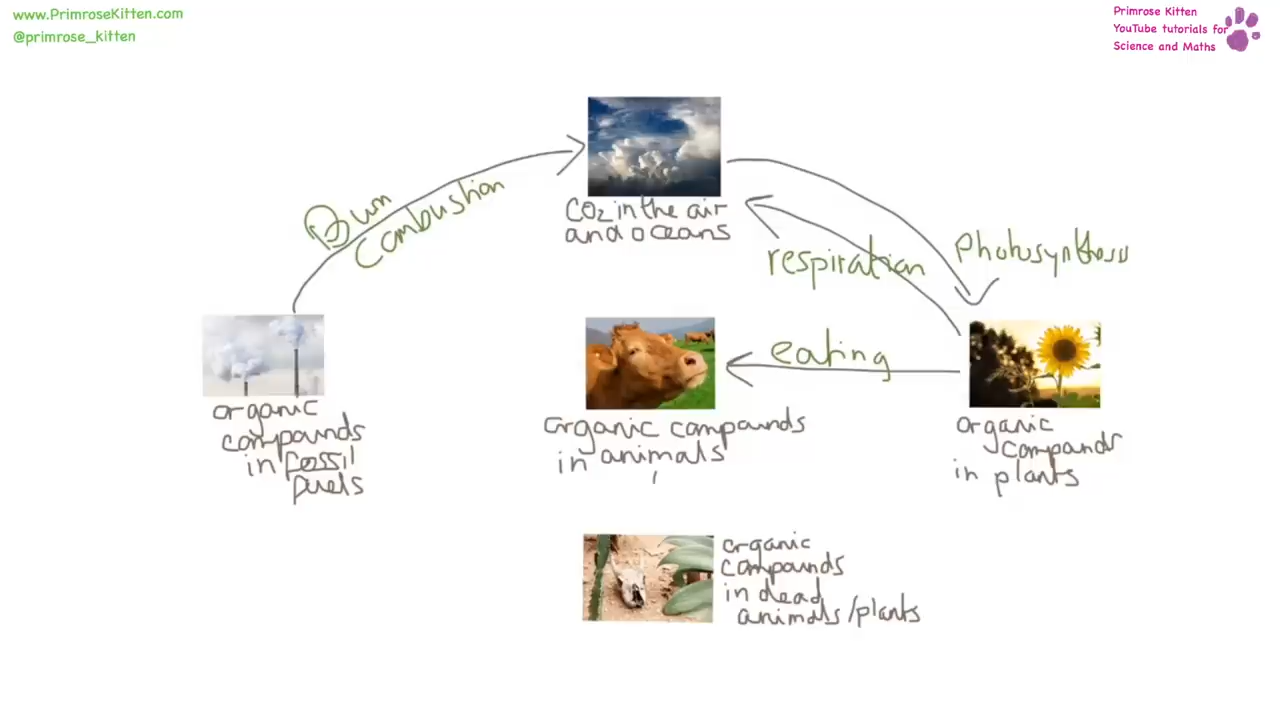 www.PrimroseKitten.com
@primrose_kitten
Primrose Kitten
YouTube tutorials for
Science and Maths
Burn
Combustion
CO2 in the air
and oceans
respiration
Photosynthesis
eating
organic
compounds
in fossil
fuels
organic compounds
in animals
organic
compounds
in plants
organic
compounds
in dead
animals/plants